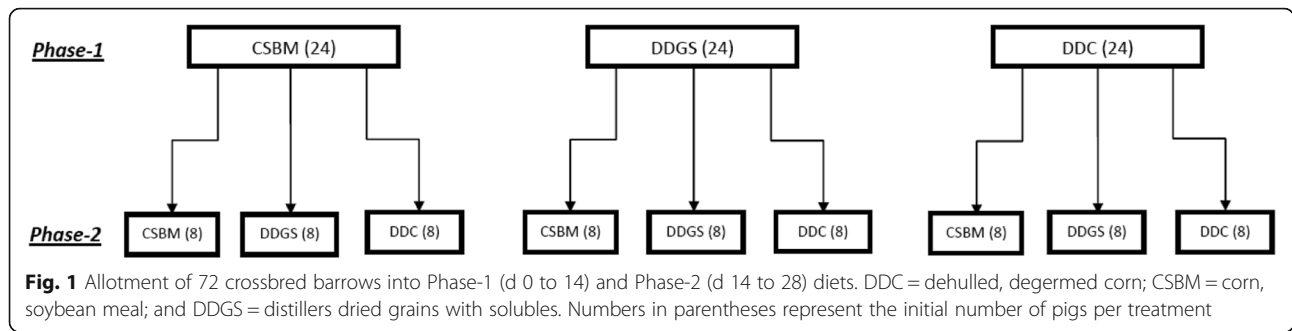 Phase-1 CSBM (24) DDGS (24) DDC (24)
Phase-2 CSBM (8) DDGS (8) DDC (8) CSBM (8) DDGS (8) DDC (8) CSBM (8) DDGS (8) DDC (8)
Fig. 1 Allotment of 72 crossbred barrows into Phase-1 (d 0 to 14) and Phase-2 (d 14 to 28) diets. DDC = dehulled, degermed corn; CSBM = corn,
soybean meal; and DDGS = distillers dried grains with solubles. Numbers in parentheses represent the initial number of pigs per treatment